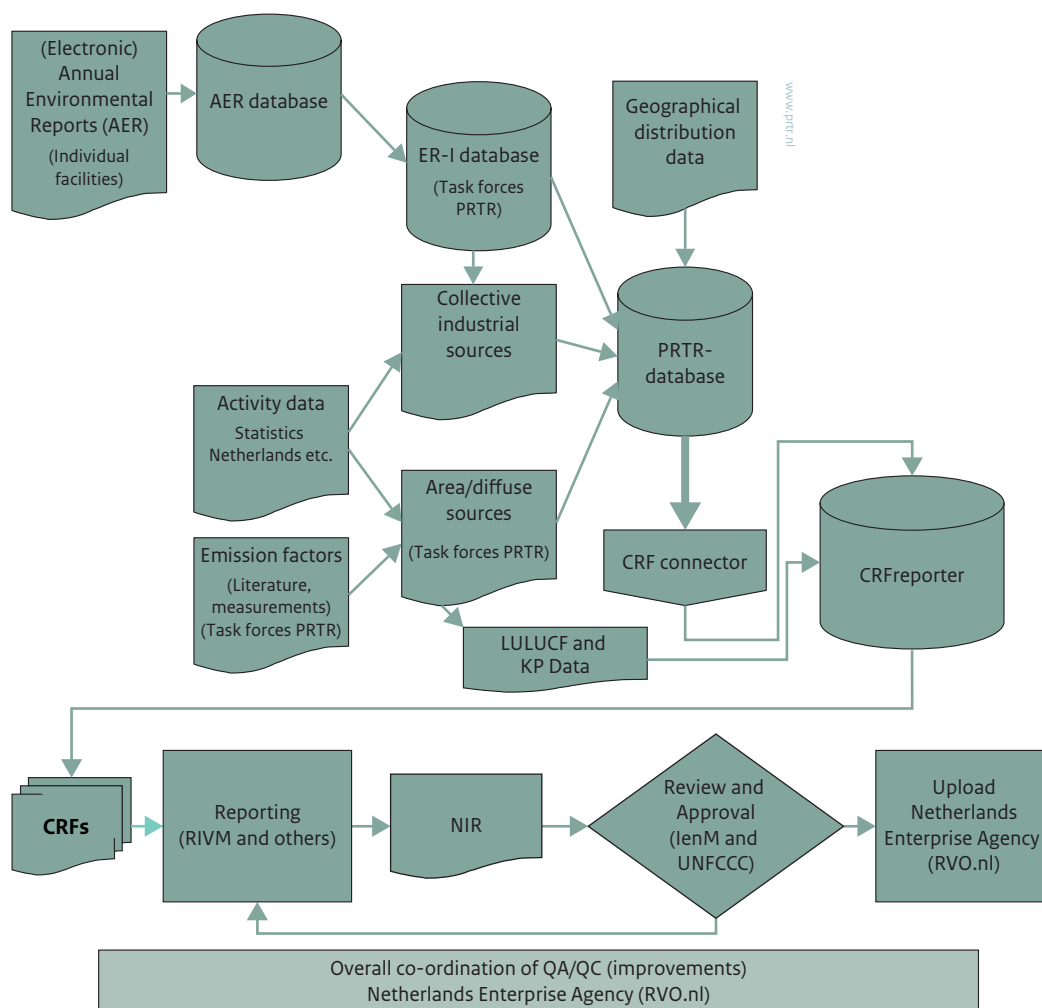 (Electronic)
Annual
Environmental
Reports (AER)
(Individual
facilities)
AER database
ER-I database
(Task forces
PRTR)
Geographical
distribution
data
www.prtr.nl
Collective
industrial
sources
PRTR-
database
Activity data
Statistics
Netherlands etc.
Area/diffuse
sources
(Task forces PRTR)
Emission factors
(Literature,
measurements)
(Task forces PRTR)
CRF connector
CRFreporter
LULUCF and
KP Data
CRFs
Reporting
(RIVM and others)
NIR
Review and
Approval
(IenM and
UNFCCC)
Upload
Netherlands
Enterprise Agency
(RVO.nl)
Overall co-ordination of QA/QC (improvements)
Netherlands Enterprise Agency (RVO.nl)